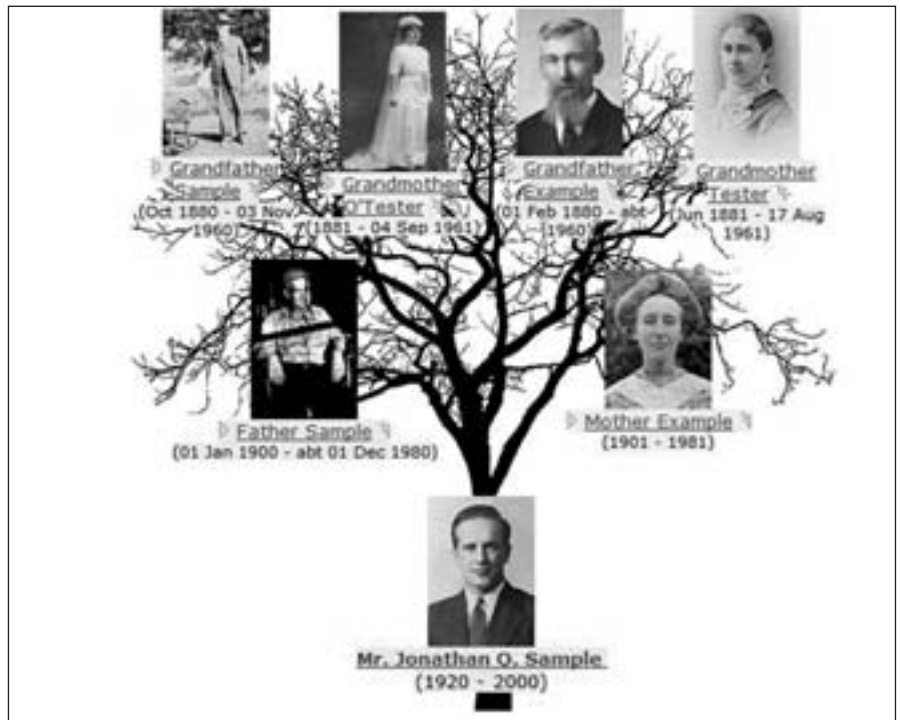 Grandfather
Sample
(Oct 1880 - 03 Nov
1960)
Grandmother
O'Tester
(1881 - 04 Sep 1961)
Grandfather
Example
(01 Feb 1880 - abt
1960)
Grandmother
Tester
(Jun 1881 - 17 Aug
1961)
Father Sample
(01 Jan 1900 - abt 01 Dec 1980)
Mother Example
(1901 - 1981)
Mr. Jonathan Q. Sample
(1920 - 2000)